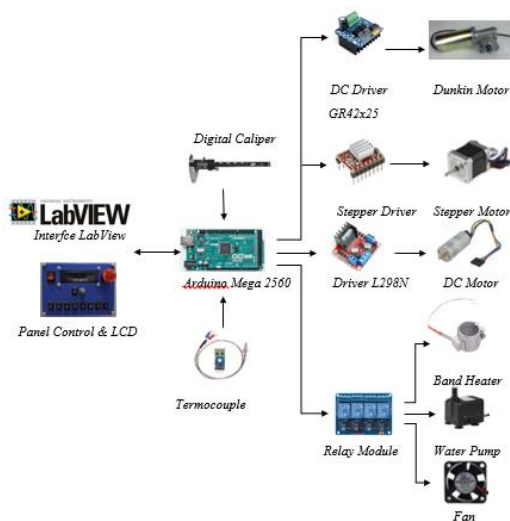 DC Driver
GR42x25
Dunkin Motor
Digital Caliper
Stepper Driver
Stepper Motor
LabVIEW
Interfce LabView
Arduino Mega 2560
Driver L298N
DC Motor
Panel Control & LCD
Termocouple
Band Heater
Relay Module
Water Pump
Fan